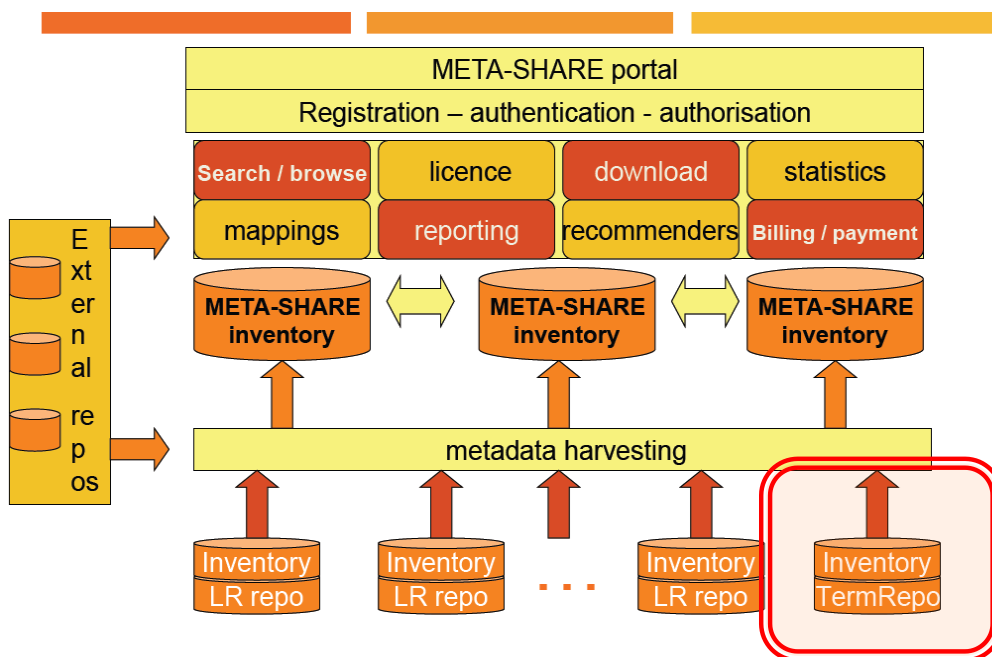 META-SHARE portal
Registration – authentication - authorisation
Search / browse
licence
download
statistics
mappings
reporting
recommenders
Billing / payment
E
xt
er
n
al
re
p
os
META-SHARE
inventory
META-SHARE
inventory
META-SHARE
inventory
metadata harvesting
Inventory
LR repo
Inventory
LR repo
. . .
Inventory
LR repo
Inventory
TermRepo